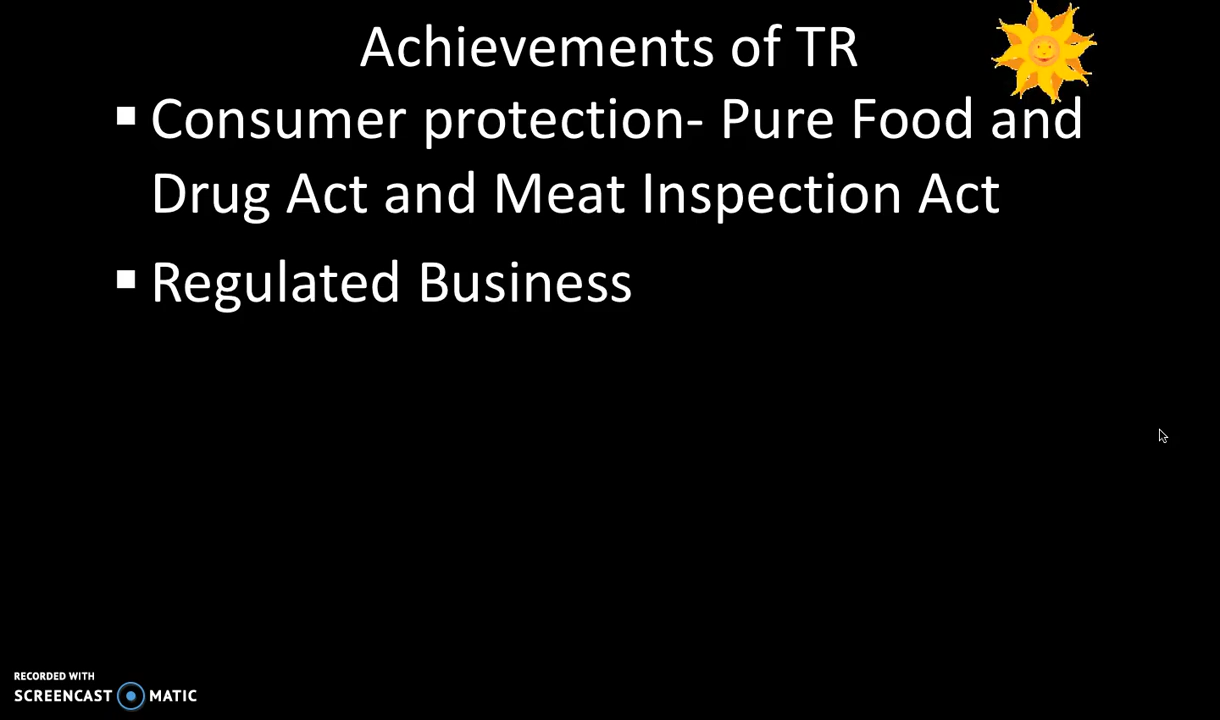 Achievements of TR
▪ Consumer protection- Pure Food and
Drug Act and Meat Inspection Act
▪ Regulated Business
RECORDED WITH
SCREENCAST MATIC